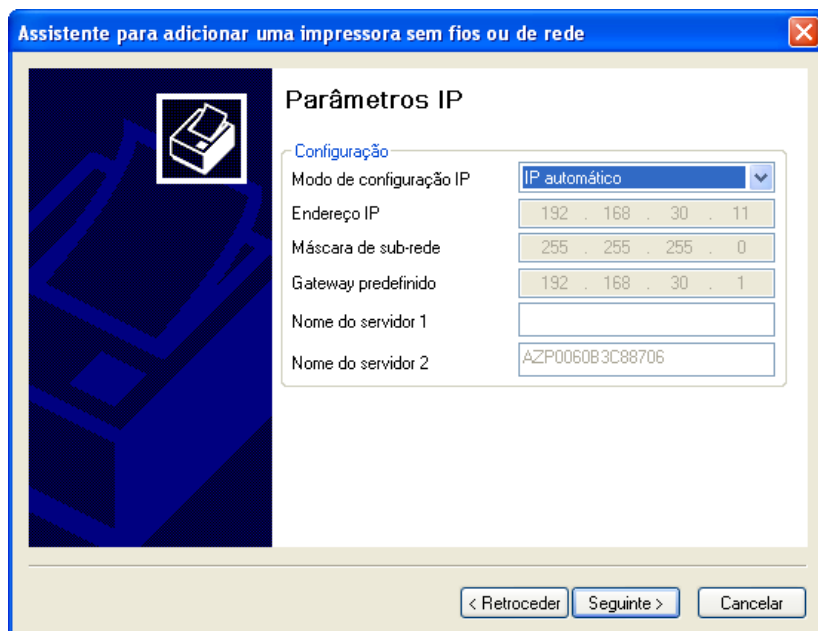 Assistente para adicionar uma impressora sem fios ou de rede
Parâmetros IP
Configuração
Modo de configuração IP IP automático
Endereço IP 192 . 168 . 30 . 11
Máscara de sub-rede 255 . 255 . 255 . 0
Gateway predefinido 192 . 168 . 30 . 1
Nome do servidor 1
Nome do servidor 2 AZP0060B3C88706
< Retroceder Seguinte > Cancelar